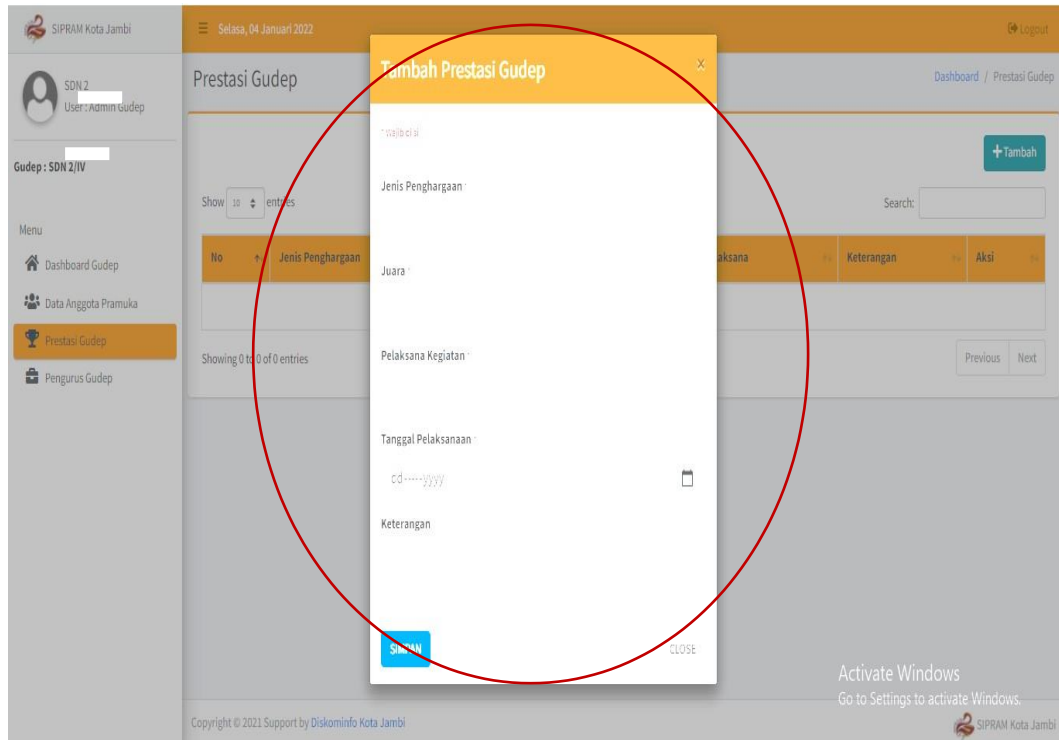 SIPRAM Kota Jambi
Selasa, 04 Januari 2022
Logout
SDN 2
User : Admin Gudep
Gudep : SDN 2/IV
Menu
Dashboard Gudep
Data Anggota Pramuka
Prestasi Gudep
Pengurus Gudep
Prestasi Gudep
Dashboard / Prestasi Gudep
+Tambah
Show 10 entries
Search:
No Jenis Penghargaan aksana Keterangan Aksi
Showing 0 to 0 of 0 entries
Previous Next
Tambah Prestasi Gudep
x
* Wajib diisi
Jenis Penghargaan *
Juara *
Pelaksana Kegiatan *
Tanggal Pelaksanaan *
dd-----yyyy
Keterangan
SIMPAN
CLOSE
Activate Windows
Go to Settings to activate Windows.
Copyright © 2021 Support by Diskominfo Kota Jambi
SIPRAM Kota Jambi